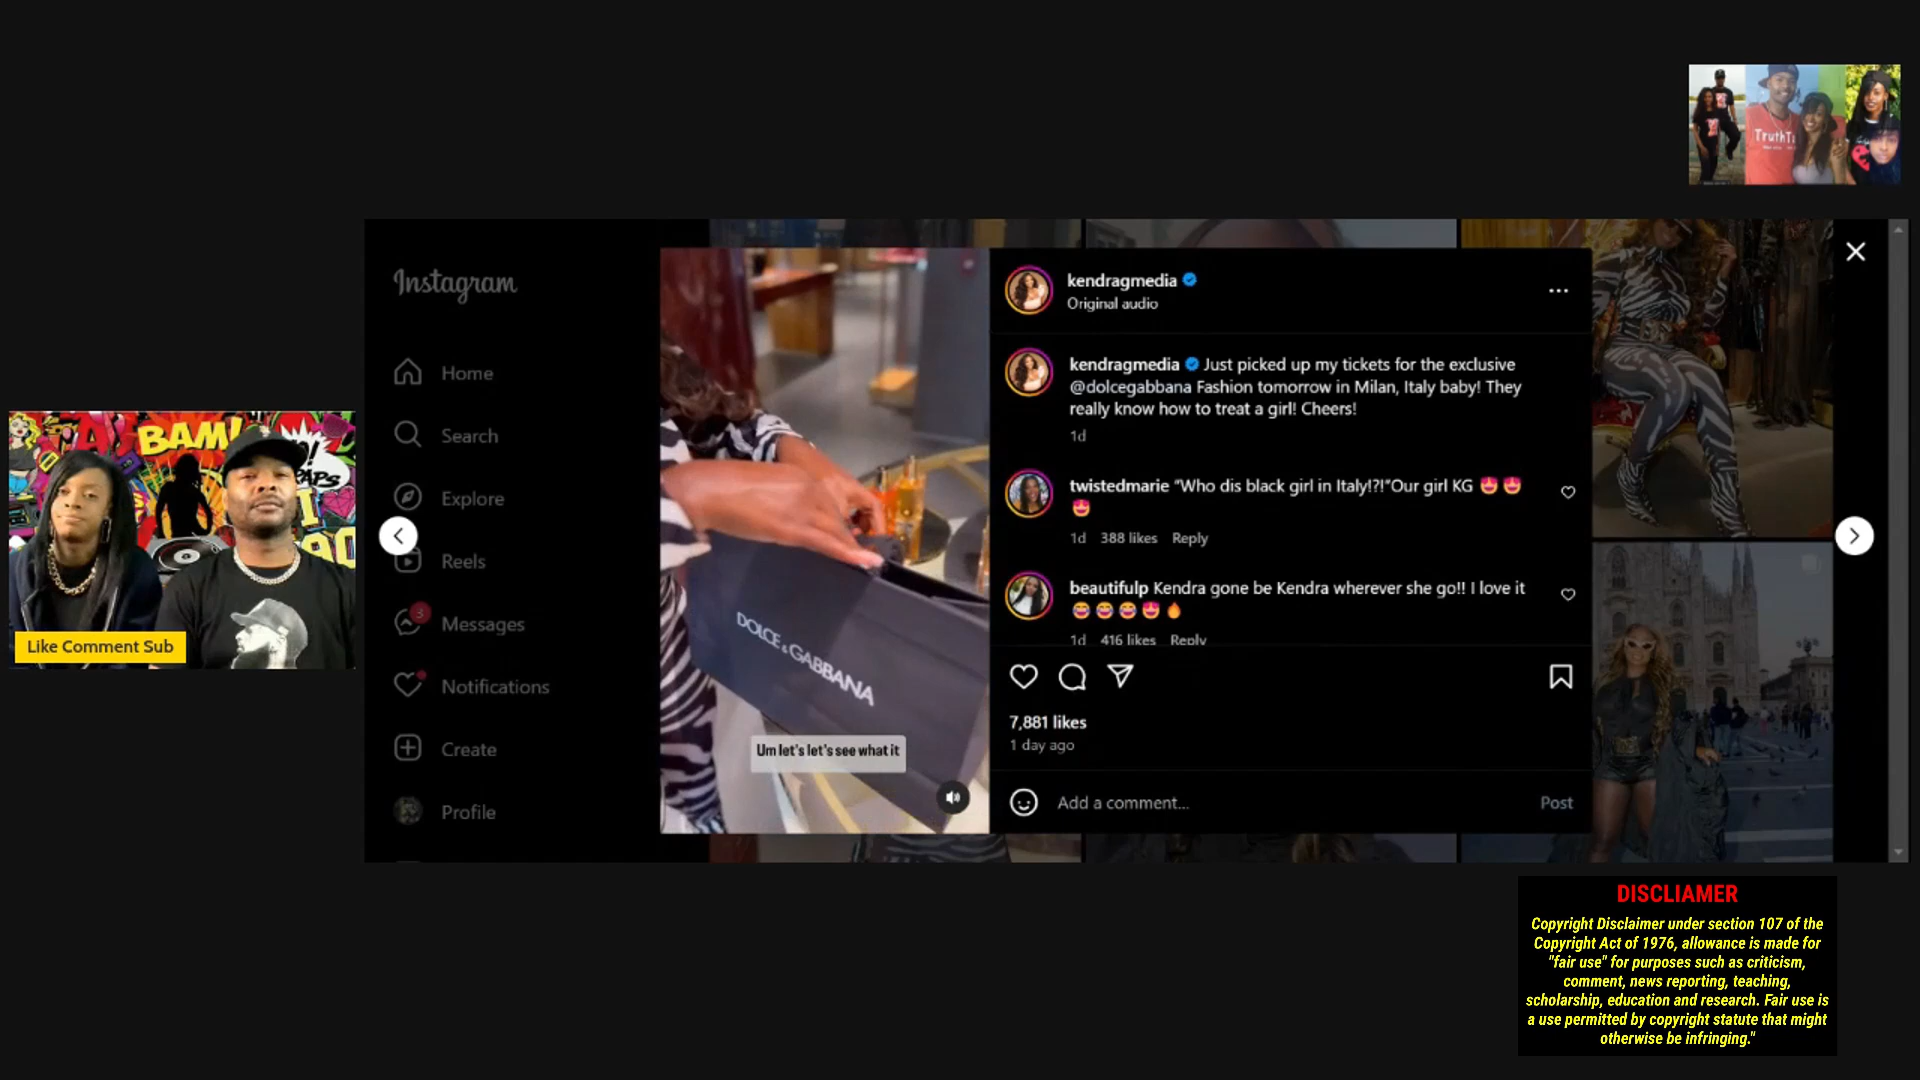 BAM!
Like Comment Sub
TruthT
Instagram
Home
Search
Explore
Reels
3
Messages
Notifications
Create
Profile
DOLCE & GABBANA
Um let's let's see what it
kendragmedia
Original audio
kendragmedia Just picked up my tickets for the exclusive
@dolcegabbana Fashion tomorrow in Milan, Italy baby! They
really know how to treat a girl! Cheers!
1d
twistedmarie "Who dis black girl in Italy!?!"Our girl KG 😍😍
😍
1d 388 likes Reply
beautifulp Kendra gone be Kendra wherever she go!! I love it
😂😂😂😍🔥
1d 416 likes Reply
7,881 likes
1 day ago
Add a comment...
Post
DISCLIAMER
Copyright Disclaimer under section 107 of the
Copyright Act of 1976, allowance is made for
"fair use" for purposes such as criticism,
comment, news reporting, teaching,
scholarship, education and research. Fair use is
a use permitted by copyright statute that might
otherwise be infringing."